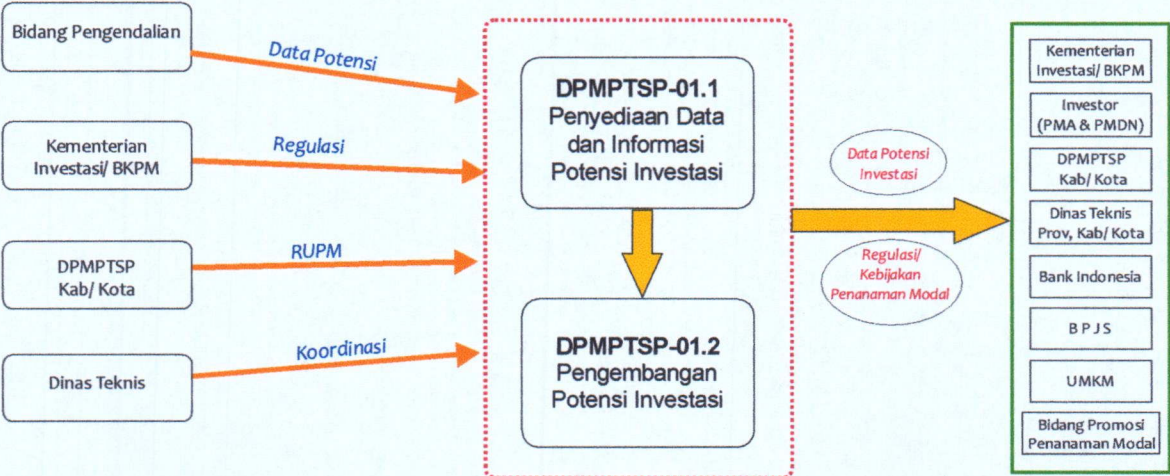 Bidang Pengendalian
Data Potensi
Kementerian
Investasi/ BKPM
Regulasi
DPMPTSP
Kab/ Kota
RUPM
Dinas Teknis
Koordinasi
DPMPTSP-01.1
Penyediaan Data
dan Informasi
Potensi Investasi
DPMPTSP-01.2
Pengembangan
Potensi Investasi
Data Potensi
Investasi
Regulasi/
Kebijakan
Penanaman Modal
Kementerian
Investasi/ BKPM
Investor
(PMA & PMDN)
DPMPTSP
Kab/ Kota
Dinas Teknis
Prov, Kab/ Kota
Bank Indonesia
B P J S
UMKM
Bidang Promosi
Penanaman Modal